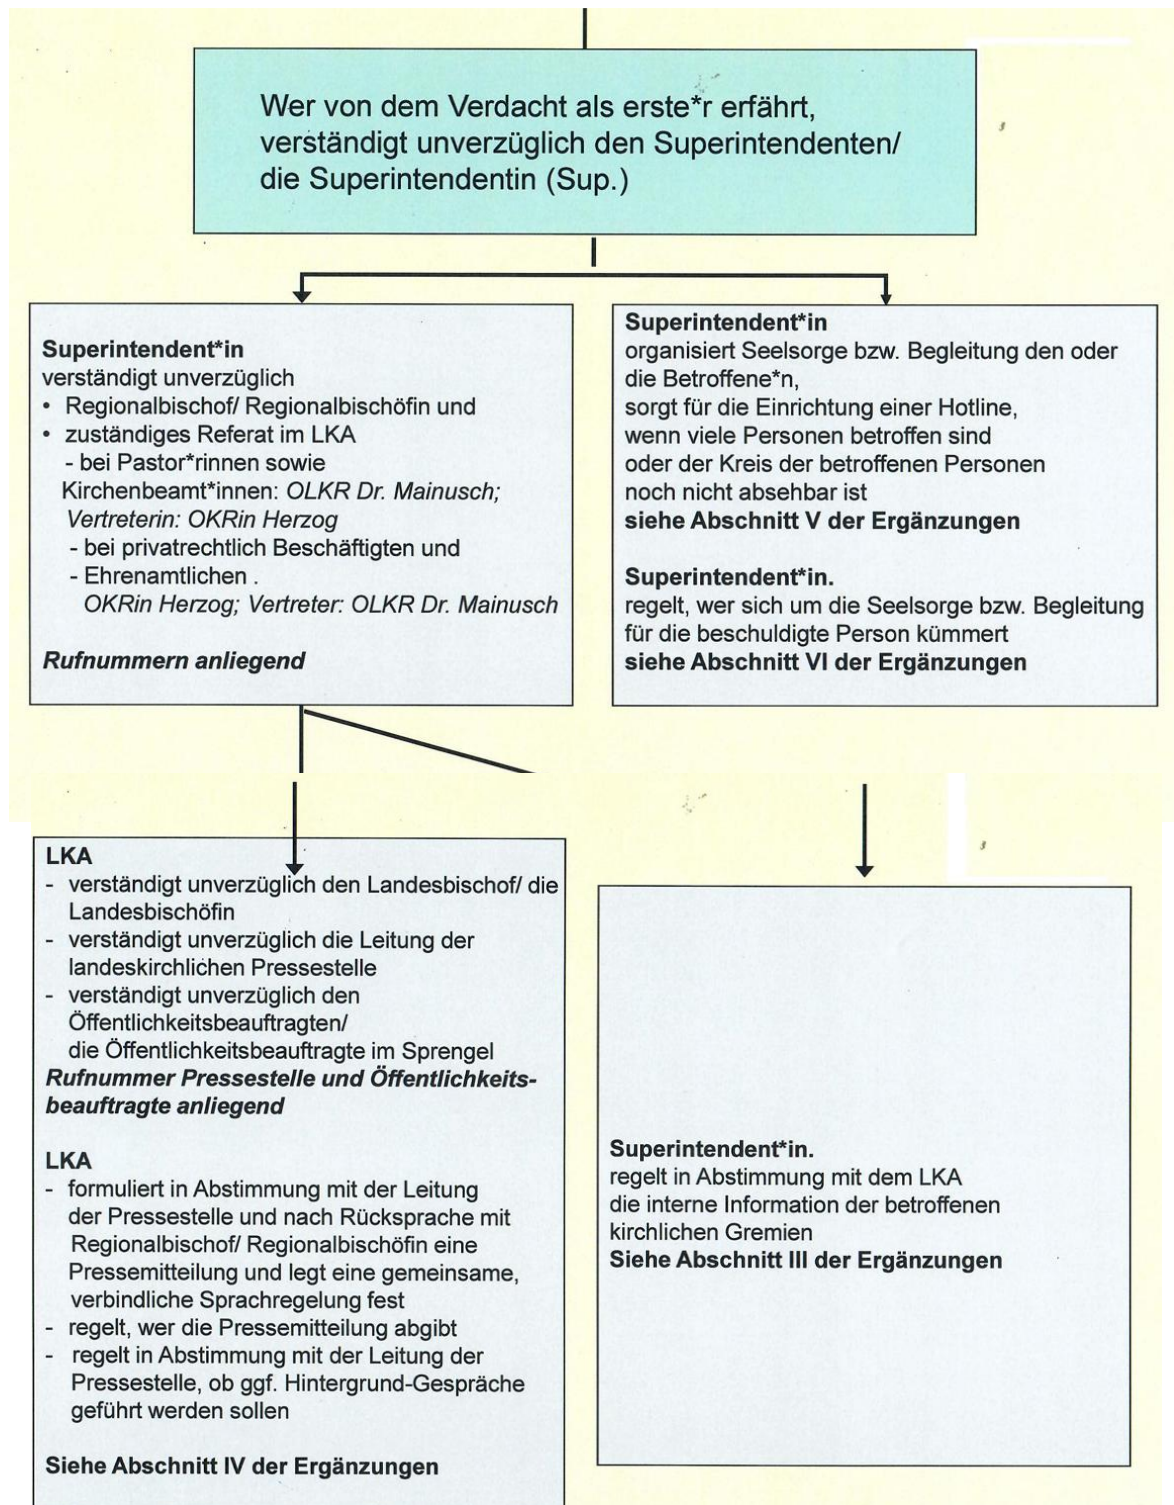 Wer von dem Verdacht als erste*r erfährt,
verständigt unverzüglich den Superintendenten/
die Superintendentin (Sup.)
Superintendent*in
verständigt unverzüglich
• Regionalbischof/ Regionalbischöfin und
• zuständiges Referat im LKA
- bei Pastor*rinnen sowie
Kirchenbeamt*innen: OLKR Dr. Mainusch;
Vertreterin: OKRin Herzog
- bei privatrechtlich Beschäftigten und
- Ehrenamtlichen .
OKRin Herzog; Vertreter: OLKR Dr. Mainusch
Rufnummern anliegend
Superintendent*in
organisiert Seelsorge bzw. Begleitung den oder
die Betroffene*n,
sorgt für die Einrichtung einer Hotline,
wenn viele Personen betroffen sind
oder der Kreis der betroffenen Personen
noch nicht absehbar ist
siehe Abschnitt V der Ergänzungen
Superintendent*in.
regelt, wer sich um die Seelsorge bzw. Begleitung
für die beschuldigte Person kümmert
siehe Abschnitt VI der Ergänzungen
LKA
- verständigt unverzüglich den Landesbischof/ die
Landesbischöfin
- verständigt unverzüglich die Leitung der
landeskirchlichen Pressestelle
- verständigt unverzüglich den
Öffentlichkeitsbeauftragten/
die Öffentlichkeitsbeauftragte im Sprengel
Rufnummer Pressestelle und Öffentlichkeits-
beauftragte anliegend
LKA
- formuliert in Abstimmung mit der Leitung
der Pressestelle und nach Rücksprache mit
Regionalbischof/ Regionalbischöfin eine
Pressemitteilung und legt eine gemeinsame,
verbindliche Sprachregelung fest
- regelt, wer die Pressemitteilung abgibt
- regelt in Abstimmung mit der Leitung der
Pressestelle, ob ggf. Hintergrund-Gespräche
geführt werden sollen
Siehe Abschnitt IV der Ergänzungen
Superintendent*in.
regelt in Abstimmung mit dem LKA
die interne Information der betroffenen
kirchlichen Gremien
Siehe Abschnitt III der Ergänzungen